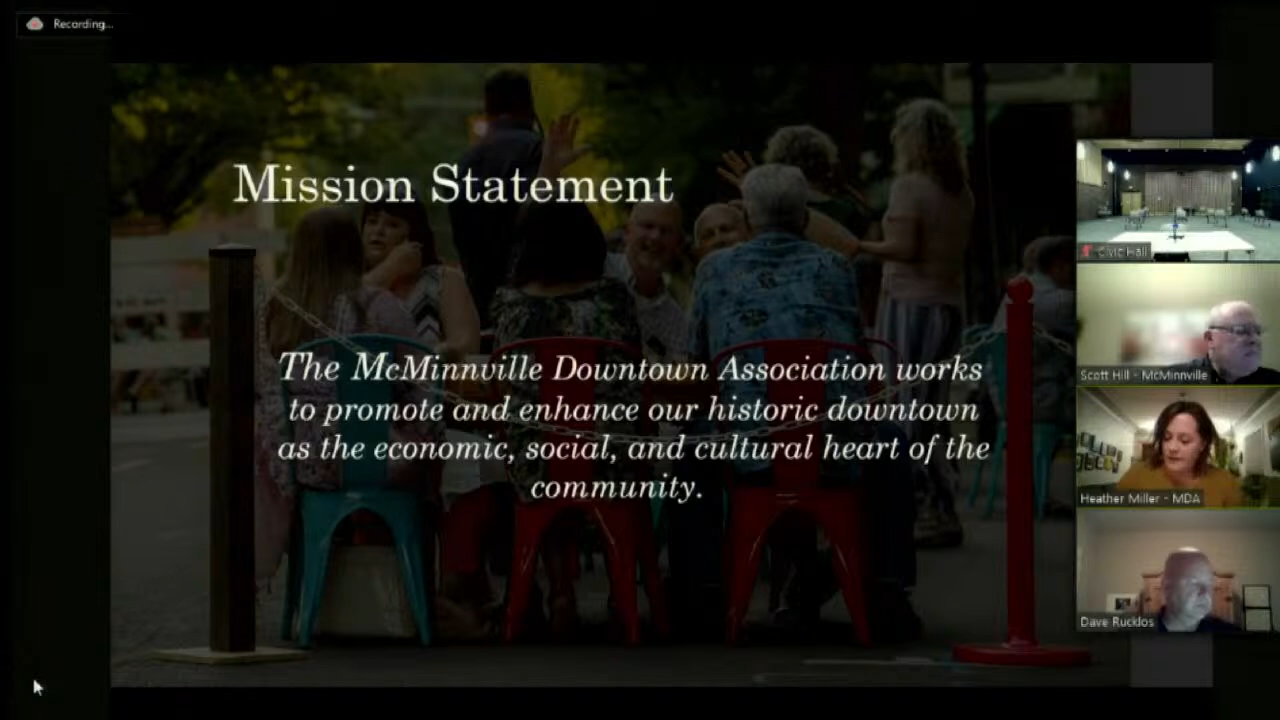 Recording...
Mission Statement
The McMinnville Downtown Association works
to promote and enhance our historic downtown
as the economic, social, and cultural heart of the
community.
Civic Hall
Scott Hill - McMinnville
Heather Miller - MDA
Dave Rucklos